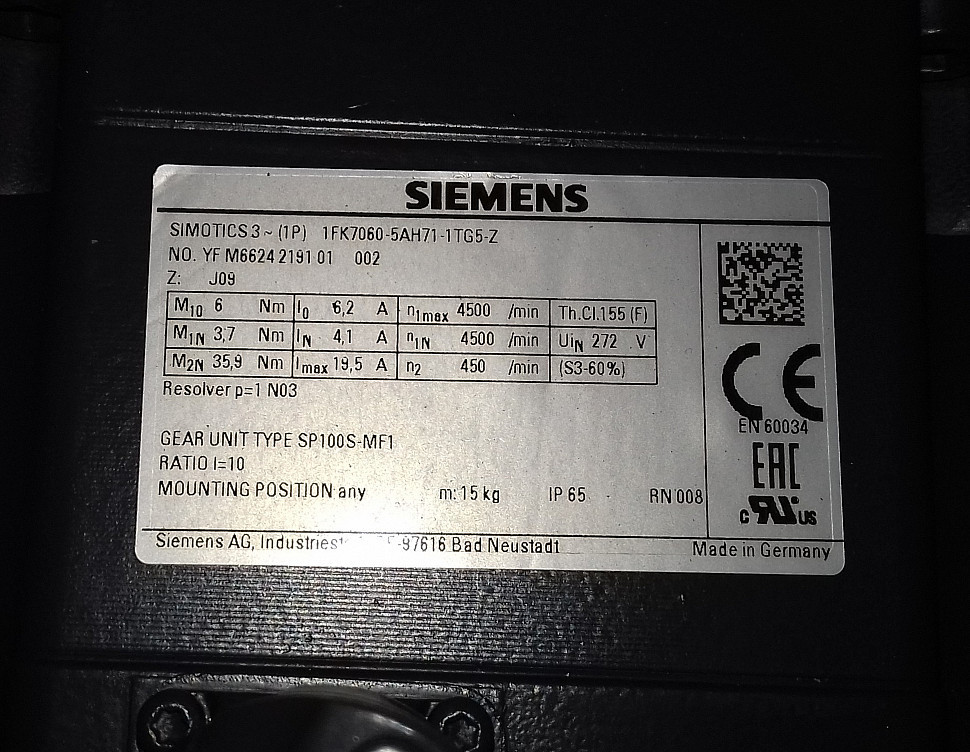 SIEMENS
SIMOTICS 3 ~ (1P) 1FK7060-5AH71-1TG5-Z
NO. YF M6624 2191 01 002
Z: J09
M10 6 Nm I0 6,2 A n1max 4500 /min Th.Cl.155 (F)
M1N 3,7 Nm IN 4,1 A n1N 4500 /min UiN 272 V
M2N 35,9 Nm Imax 19,5 A n2 450 /min (S3-60%)
Resolver p=1 N03
CE
EN 60034
GEAR UNIT TYPE SP100S-MF1
RATIO I=10
EAC
MOUNTING POSITION any m: 15 kg IP 65 RN 008
c RU US
Siemens AG, -97616 Bad Neustadt Made in Germany